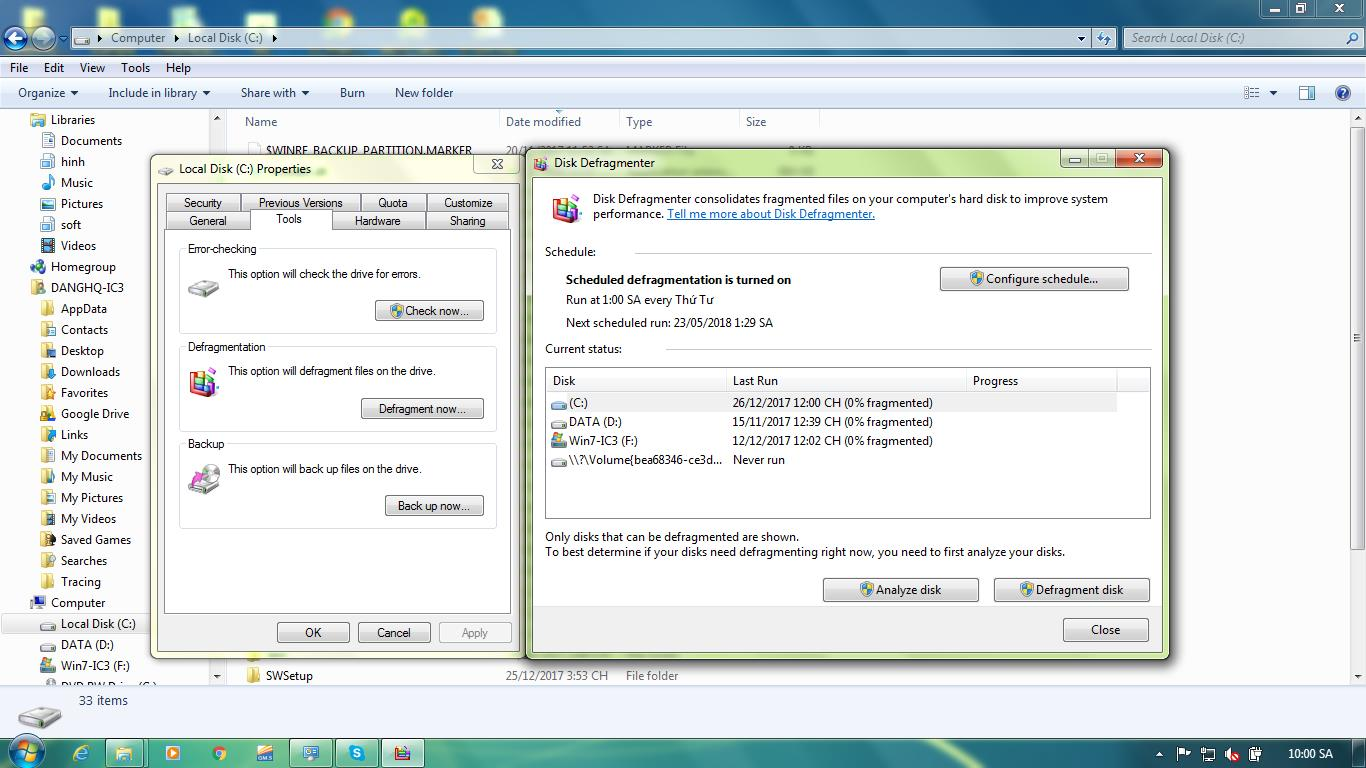 Computer Local Disk (C:)
Search Local Disk (C:)
File Edit View Tools Help
Organize Include in library Share with Burn New folder
Name Date modified Type Size
$WINRE_BACKUP_PARTITION.MARKER
Libraries
Documents
hinh
Music
Pictures
soft
Videos
Homegroup
DANGHQ-IC3
AppData
Contacts
Desktop
Downloads
Favorites
Google Drive
Links
My Documents
My Music
My Pictures
My Videos
Saved Games
Searches
Tracing
Computer
Local Disk (C:)
DATA (D:)
Win7-IC3 (F:)
Local Disk (C:) Properties
Security Previous Versions Quota Customize
General Tools Hardware Sharing
Error-checking
This option will check the drive for errors.
Check now...
Defragmentation
This option will defragment files on the drive.
Defragment now...
Backup
This option will back up files on the drive.
Back up now...
OK Cancel Apply
Disk Defragmenter
Disk Defragmenter consolidates fragmented files on your computer's hard disk to improve system
performance. Tell me more about Disk Defragmenter.
Schedule:
Scheduled defragmentation is turned on
Configure schedule...
Run at 1:00 SA every Thứ Tư
Next scheduled run: 23/05/2018 1:29 SA
Current status:
Disk Last Run Progress
(C:) 26/12/2017 12:00 CH (0% fragmented)
DATA (D:) 15/11/2017 12:39 CH (0% fragmented)
Win7-IC3 (F:) 12/12/2017 12:02 CH (0% fragmented)
\\?\Volume{bea68346-ce3d... Never run
Only disks that can be defragmented are shown.
To best determine if your disks need defragmenting right now, you need to first analyze your disks.
Analyze disk Defragment disk
Close
SWSetup 25/12/2017 3:53 CH File folder
33 items
10:00 SA